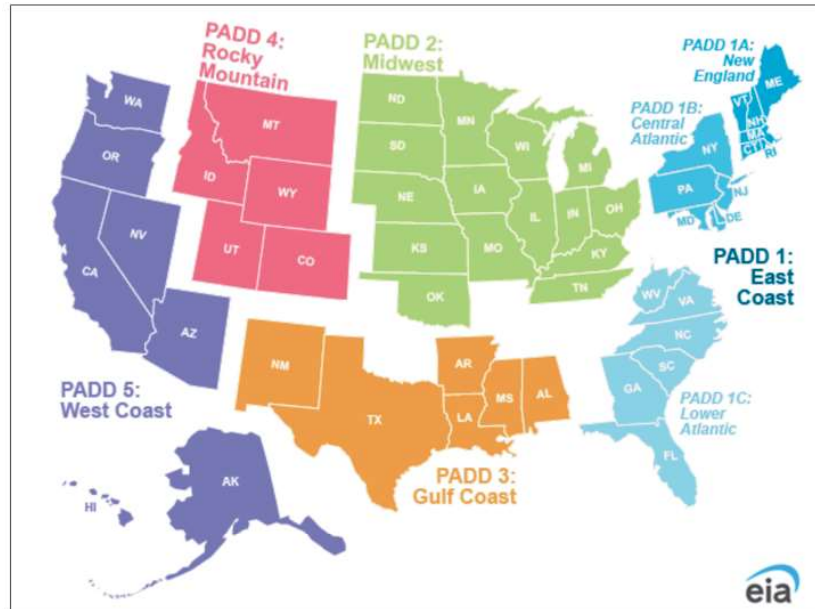 PADD 4:
Rocky
Mountain
PADD 2:
Midwest
PADD 1A:
New
England
PADD 1B:
Central
Atlantic
WA
OR
CA
NV
AZ
MT
ID
WY
UT
CO
ND
SD
NE
KS
OK
MN
IA
MO
WI
IL
MI
IN
OH
KY
TN
ME
VT
NH
MA
CT
RI
NY
PA
NJ
MD
DE
PADD 1:
East
Coast
WV
VA
NC
SC
GA
FL
PADD 1C:
Lower
Atlantic
NM
TX
AR
LA
MS
AL
PADD 5:
West Coast
PADD 3:
Gulf Coast
AK
HI
eia